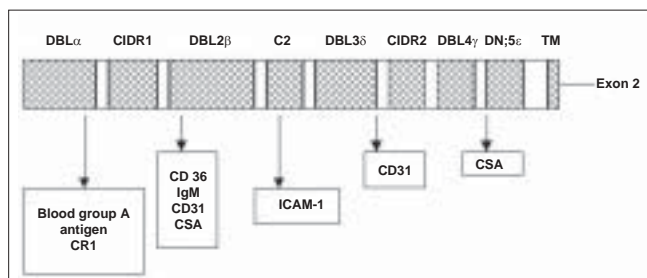 DBLα CIDR1 DBL2β C2 DBL3δ CIDR2 DBL4γ DN;5ε TM
Exon 2
Blood group A
antigen
CR1
CD 36
IgM
CD31
CSA
ICAM-1
CD31
CSA